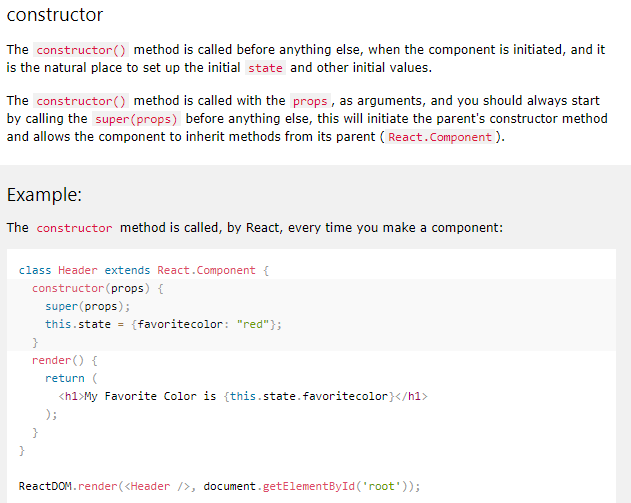 constructor
The constructor() method is called before anything else, when the component is initiated, and it
is the natural place to set up the initial state and other initial values.
The constructor() method is called with the props , as arguments, and you should always start
by calling the super(props) before anything else, this will initiate the parent's constructor method
and allows the component to inherit methods from its parent ( React.Component ).
Example:
The constructor method is called, by React, every time you make a component:
class Header extends React.Component {
  constructor(props) {
    super(props);
    this.state = {favoritecolor: "red"};
  }
  render() {
    return (
      <h1>My Favorite Color is {this.state.favoritecolor}</h1>
    );
  }
}
ReactDOM.render(<Header />, document.getElementById('root'));